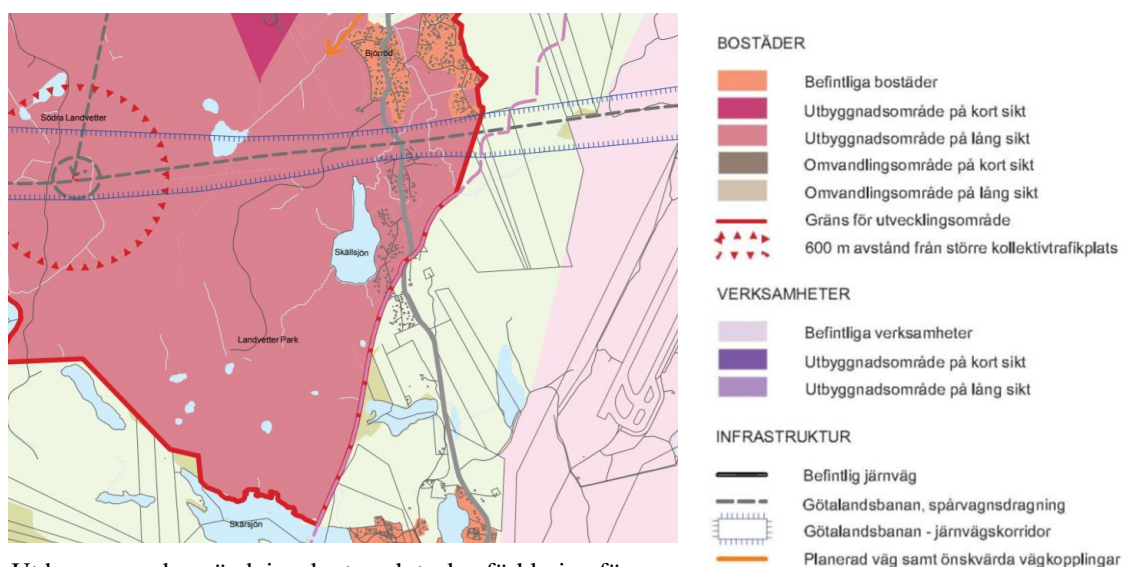 Björröd
Södra Landvetter
Skällsjön
Landvetter Park
Skärsjön
BOSTÄDER
Befintliga bostäder
Utbyggnadsområde på kort sikt
Utbyggnadsområde på lång sikt
Omvandlingsområde på kort sikt
Omvandlingsområde på lång sikt
Gräns för utvecklingsområde
600 m avstånd från större kollektivtrafikplats
VERKSAMHETER
Befintliga verksamheter
Utbyggnadsområde på kort sikt
Utbyggnadsområde på lång sikt
INFRASTRUKTUR
Befintlig järnväg
Götalandsbanan, spårvagnsdragning
Götalandsbanan - järnvägskorridor
Planerad väg samt önskvärda vägkopplingar